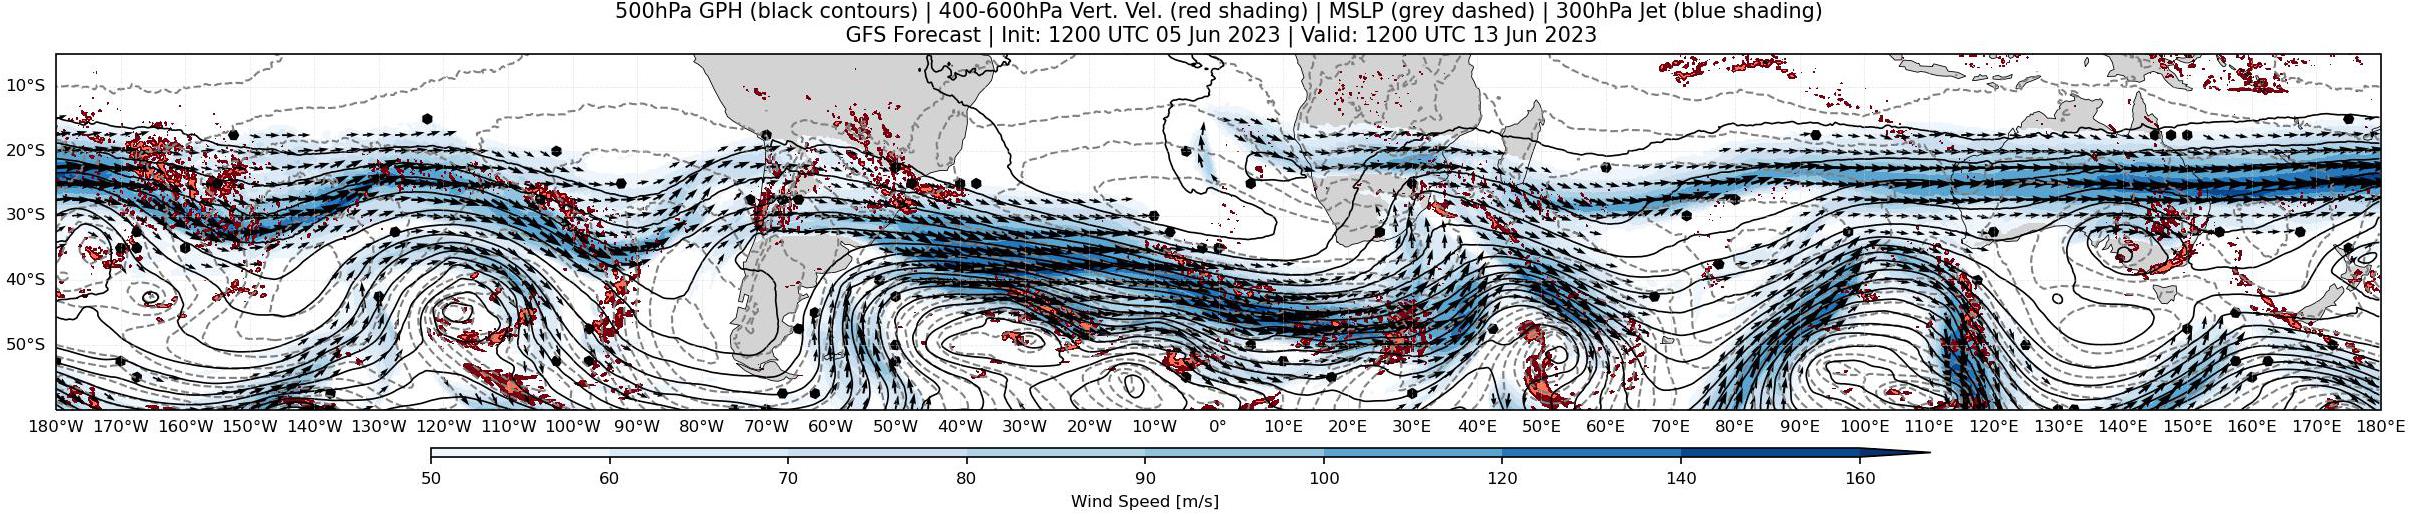 500hPa GPH (black contours) | 400-600hPa Vert. Vel. (red shading) | MSLP (grey dashed) | 300hPa Jet (blue shading)
GFS Forecast | Init: 1200 UTC 05 Jun 2023 | Valid: 1200 UTC 13 Jun 2023
10°S
20°S
30°S
40°S
50°S
180°W 170°W 160°W 150°W 140°W 130°W 120°W 110°W 100°W 90°W 80°W 70°W 60°W 50°W 40°W 30°W 20°W 10°W 0° 10°E 20°E 30°E 40°E 50°E 60°E 70°E 80°E 90°E 100°E 110°E 120°E 130°E 140°E 150°E 160°E 170°E 180°E
50 60 70 80 90 100 120 140 160
Wind Speed [m/s]